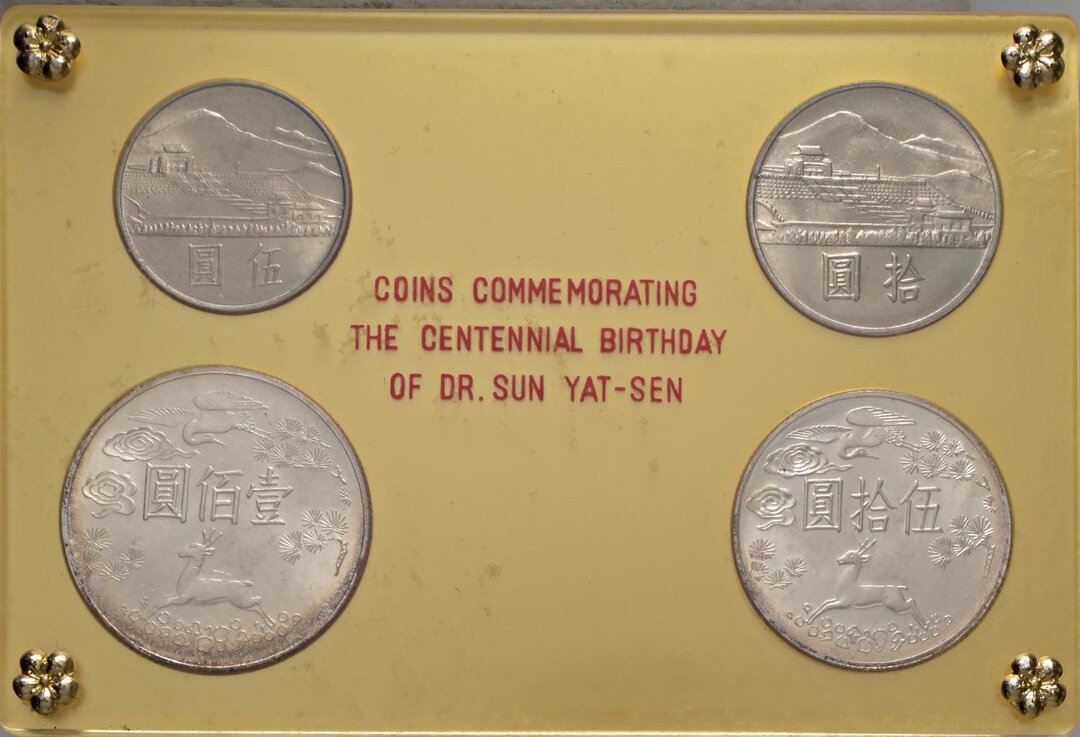 圓伍
圓拾
COINS COMMEMORATING
THE CENTENNIAL BIRTHDAY
OF DR. SUN YAT-SEN
圓佰壹
圓拾伍